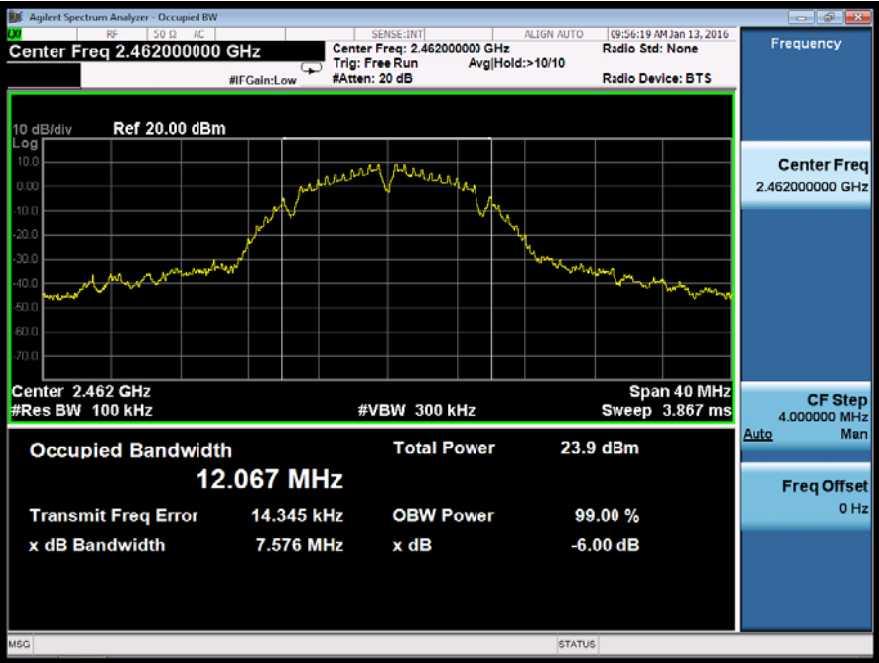 Agilent Spectrum Analyzer - Occupied BW
LXI RF 50 Ω AC SENSE:INT ALIGN AUTO 09:56:19 AM Jan 13, 2016
Center Freq 2.462000000 GHz
Center Freq: 2.462000000 GHz
Radio Std: None
Trig: Free Run Avg|Hold:>10/10
#IFGain:Low
#Atten: 20 dB
Radio Device: BTS
Frequency
10 dB/div Ref 20.00 dBm
Log
10.0
0.00
-10.0
-20.0
-30.0
-40.0
-50.0
-60.0
-70.0
Center 2.462 GHz
Span 40 MHz
#Res BW 100 kHz
#VBW 300 kHz
Sweep 3.867 ms
Center Freq
2.462000000 GHz
CF Step
4.000000 MHz
Auto Man
Freq Offset
0 Hz
Occupied Bandwidth
Total Power 23.9 dBm
12.067 MHz
Transmit Freq Error 14.345 kHz
OBW Power 99.00 %
x dB Bandwidth 7.576 MHz
x dB -6.00 dB
MSG
STATUS